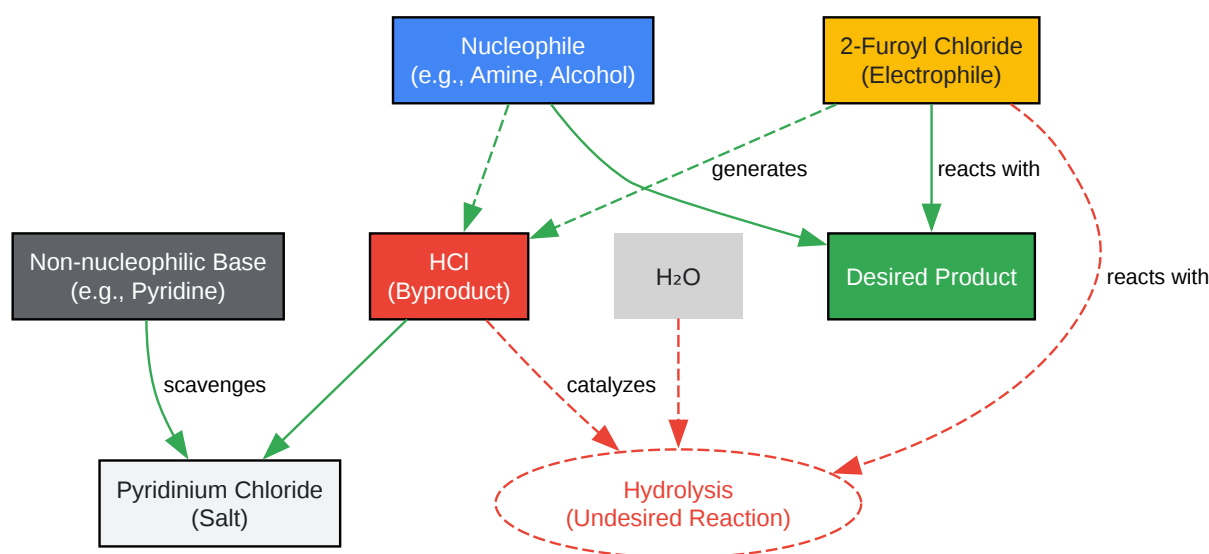 Nucleophile
(e.g., Amine, Alcohol)
2-Furoyl Chloride
(Electrophile)
generates
reacts with
Non-nucleophilic Base
(e.g., Pyridine)
HCl
(Byproduct)
H₂O
Desired Product
reacts with
scavenges
catalyzes
Pyridinium Chloride
(Salt)
Hydrolysis
(Undesired Reaction)